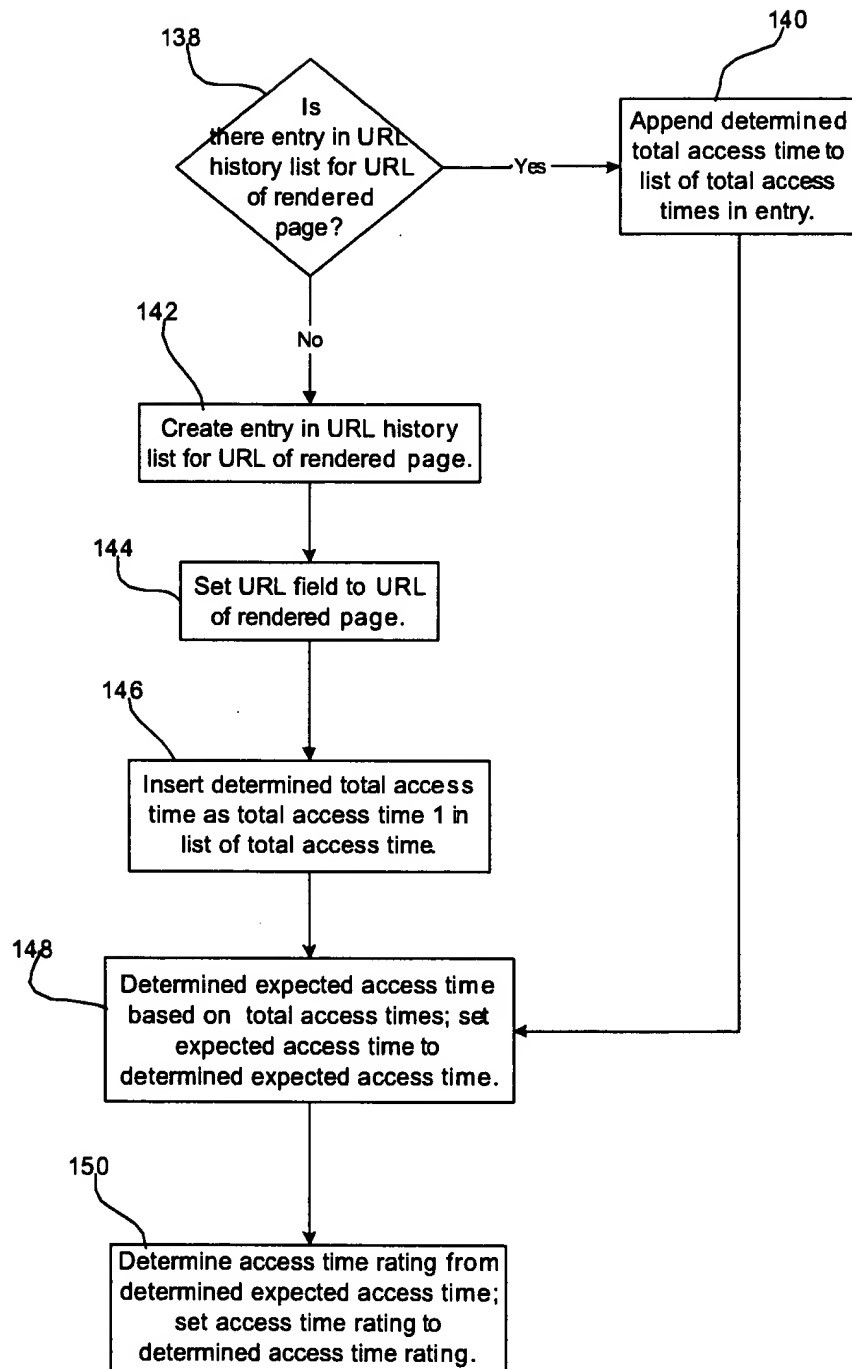 138
Is
there entry in URL
history list for URL
of rendered
page?
Yes
140
Append determined
total access time to
list of total access
times in entry.
No
142
Create entry in URL history
list for URL of rendered page.
144
Set URL field to URL
of rendered page.
146
Insert determined total access
time as total access time 1 in
list of total access time.
148
Determined expected access time
based on total access times; set
expected access time to
determined expected access time.
150
Determine access time rating from
determined expected access time;
set access time rating to
determined access time rating.